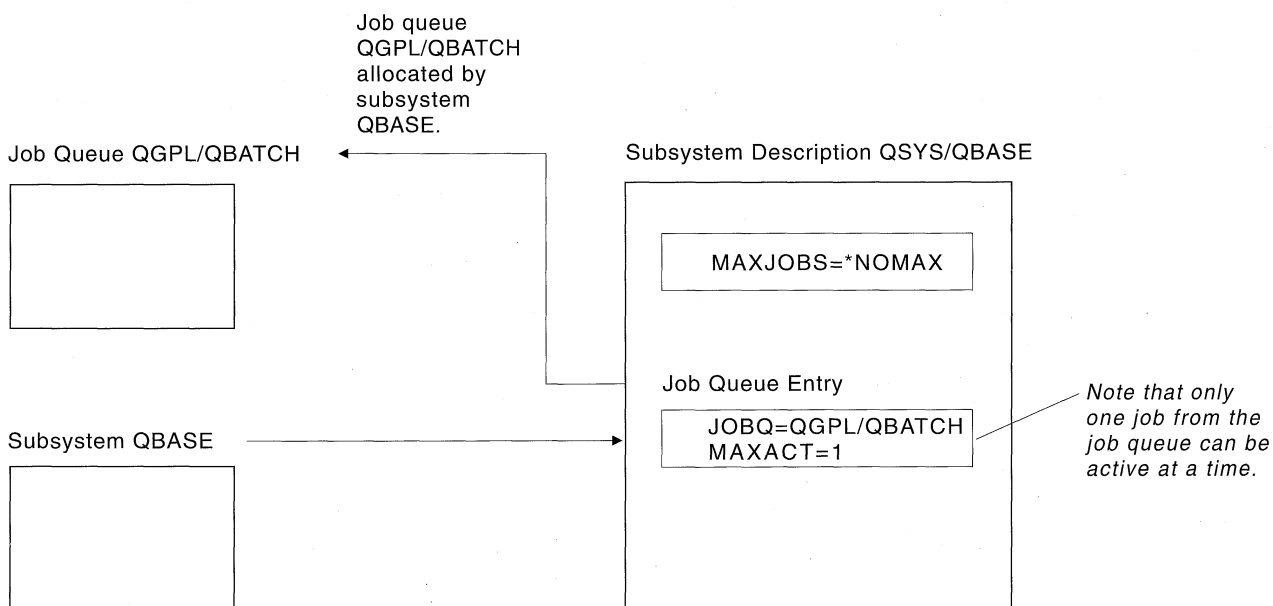 Job queue
QGPL/QBATCH
allocated by
subsystem
QBASE.
Job Queue QGPL/QBATCH
Subsystem Description QSYS/QBASE
MAXJOBS=*NOMAX
Job Queue Entry
JOBQ=QGPL/QBATCH
MAXACT=1
Note that only
one job from the
job queue can be
active at a time.
Subsystem QBASE